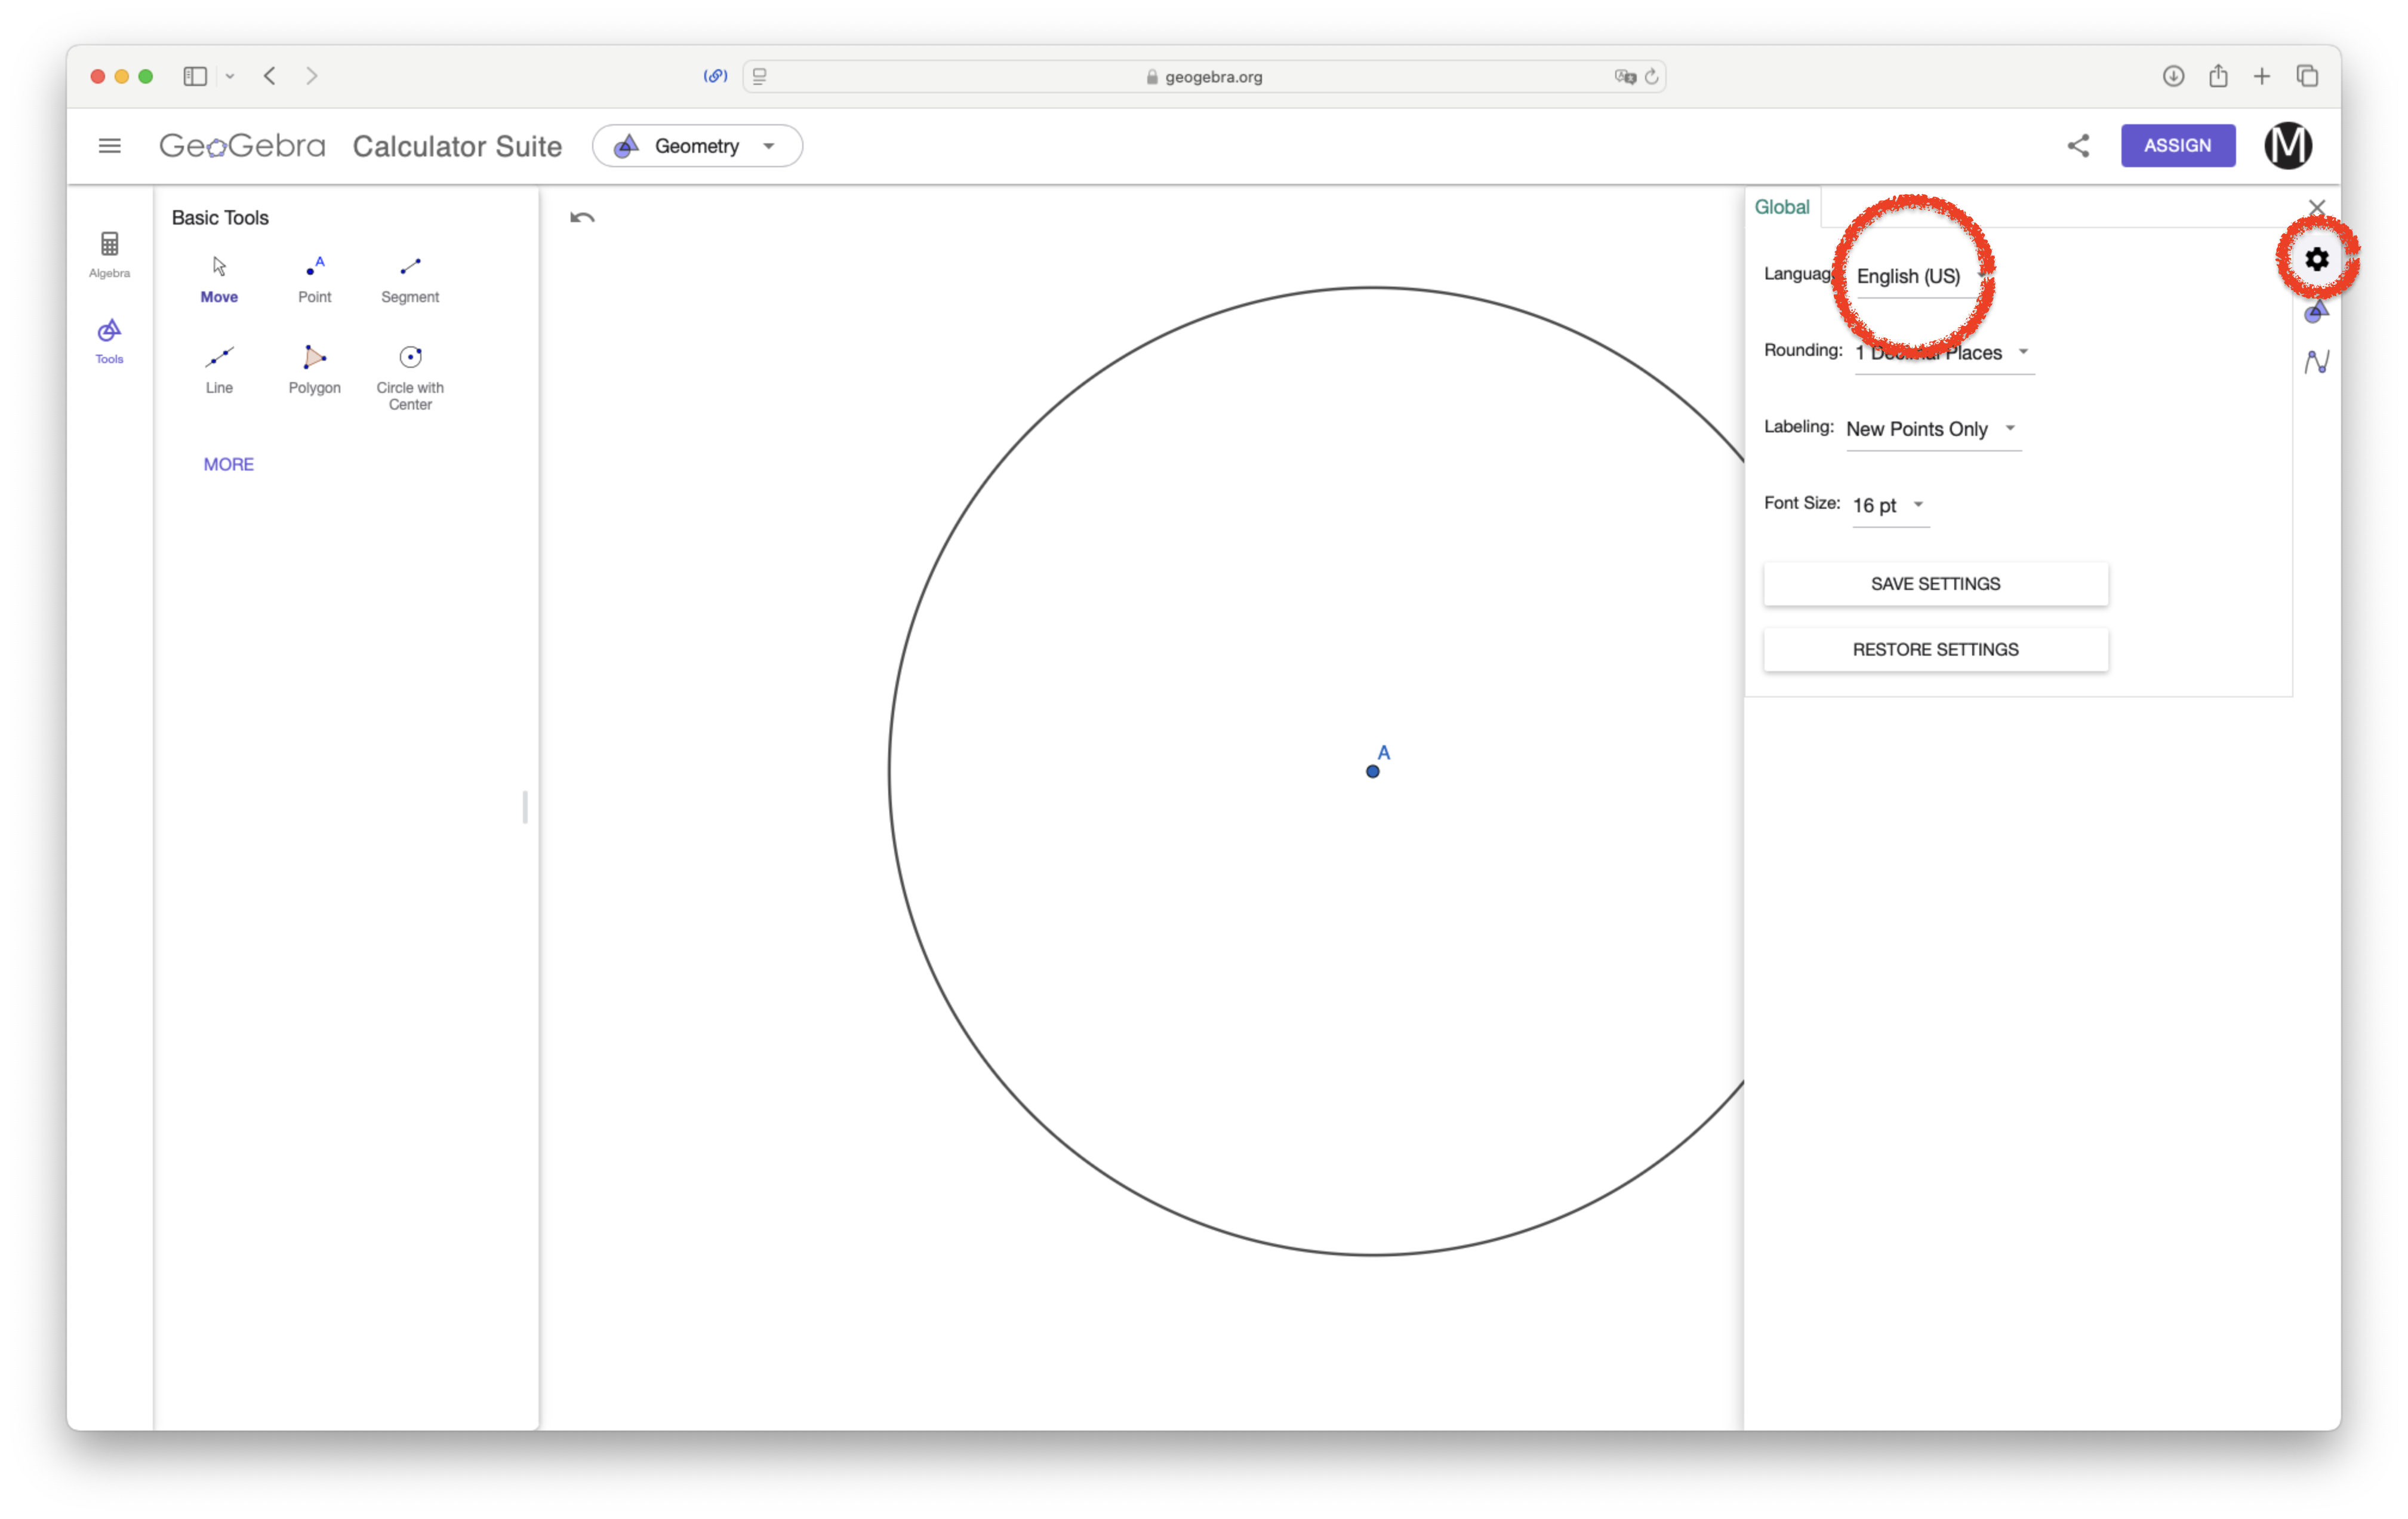 geogebra.org
GeoGebra Calculator Suite Geometry ASSIGN M
Basic Tools
Algebra
Tools
Move Point Segment
Line Polygon Circle with
Center
MORE
A
A
Global
Language English (US)
Rounding: 1 Decimal Places
Labeling: New Points Only
Font Size: 16 pt
SAVE SETTINGS
RESTORE SETTINGS